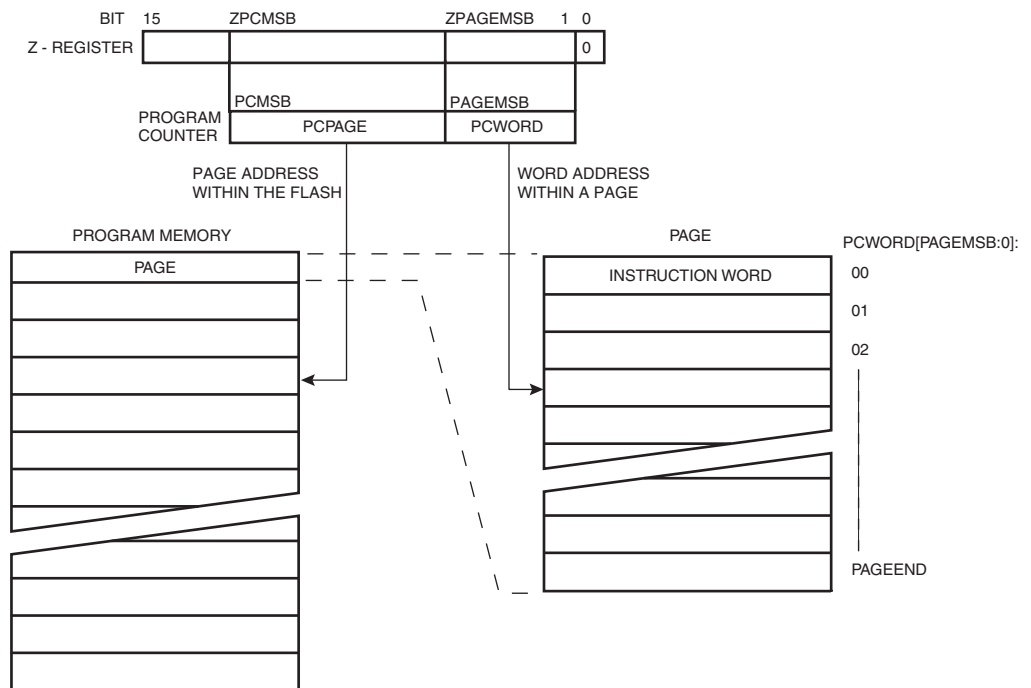 BIT 15 ZPCMSB ZPAGEMSB 1 0
Z - REGISTER 0
PCMSB PAGEMSB
PROGRAM
COUNTER
PCPAGE PCWORD
PAGE ADDRESS
WITHIN THE FLASH
WORD ADDRESS
WITHIN A PAGE
PROGRAM MEMORY
PAGE
PAGE
INSTRUCTION WORD
PCWORD[PAGEMSB:0]:
00
01
02
PAGEEND